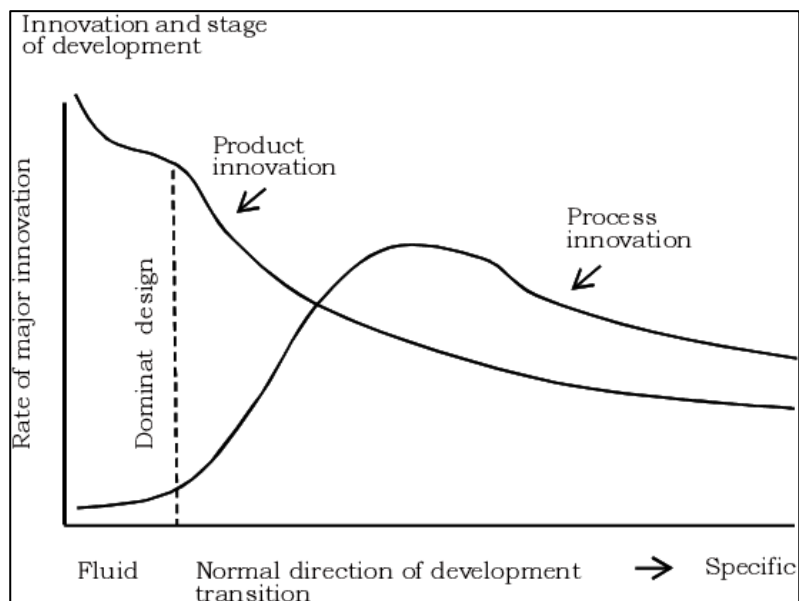 Innovation and stage
of development
Product
innovation
Process
innovation
Rate of major innovation
Dominat design
Fluid
Normal direction of development
transition
→
Specific